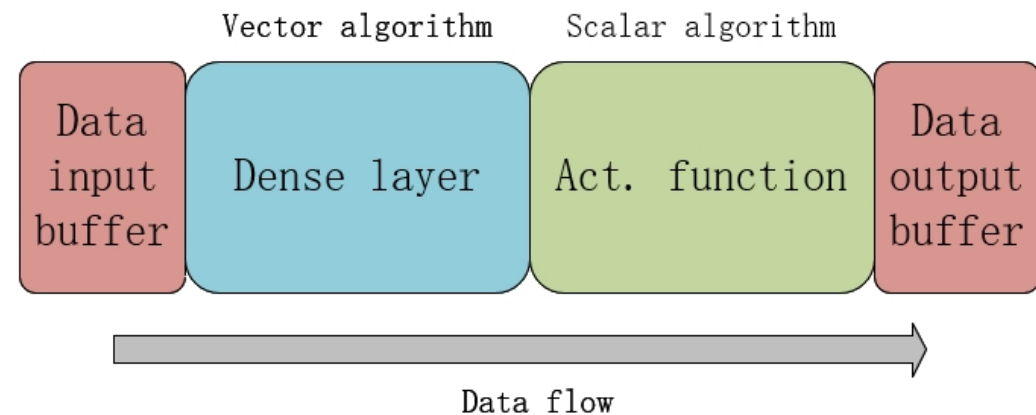 Vector algorithm
Scalar algorithm
Data
input
buffer
Dense layer
Act. function
Data
output
buffer
Data flow